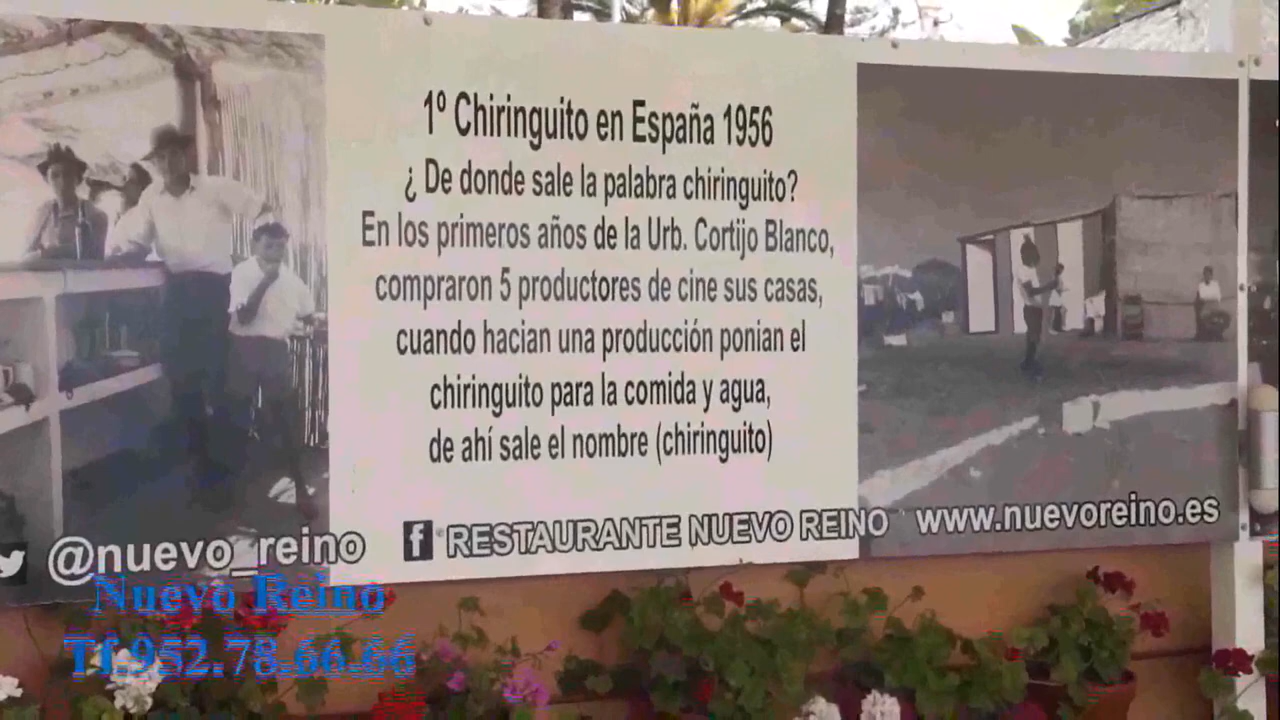 1º Chiringuito en España 1956
¿ De donde sale la palabra chiringuito?
En los primeros años de la Urb. Cortijo Blanco,
compraron 5 productores de cine sus casas,
cuando hacian una producción ponian el
chiringuito para la comida y agua,
de ahí sale el nombre (chiringuito)
@nuevo_reino
f RESTAURANTE NUEVO REINO
www.nuevoreino.es
Nuevo Reino
Tf.952.78.66.66